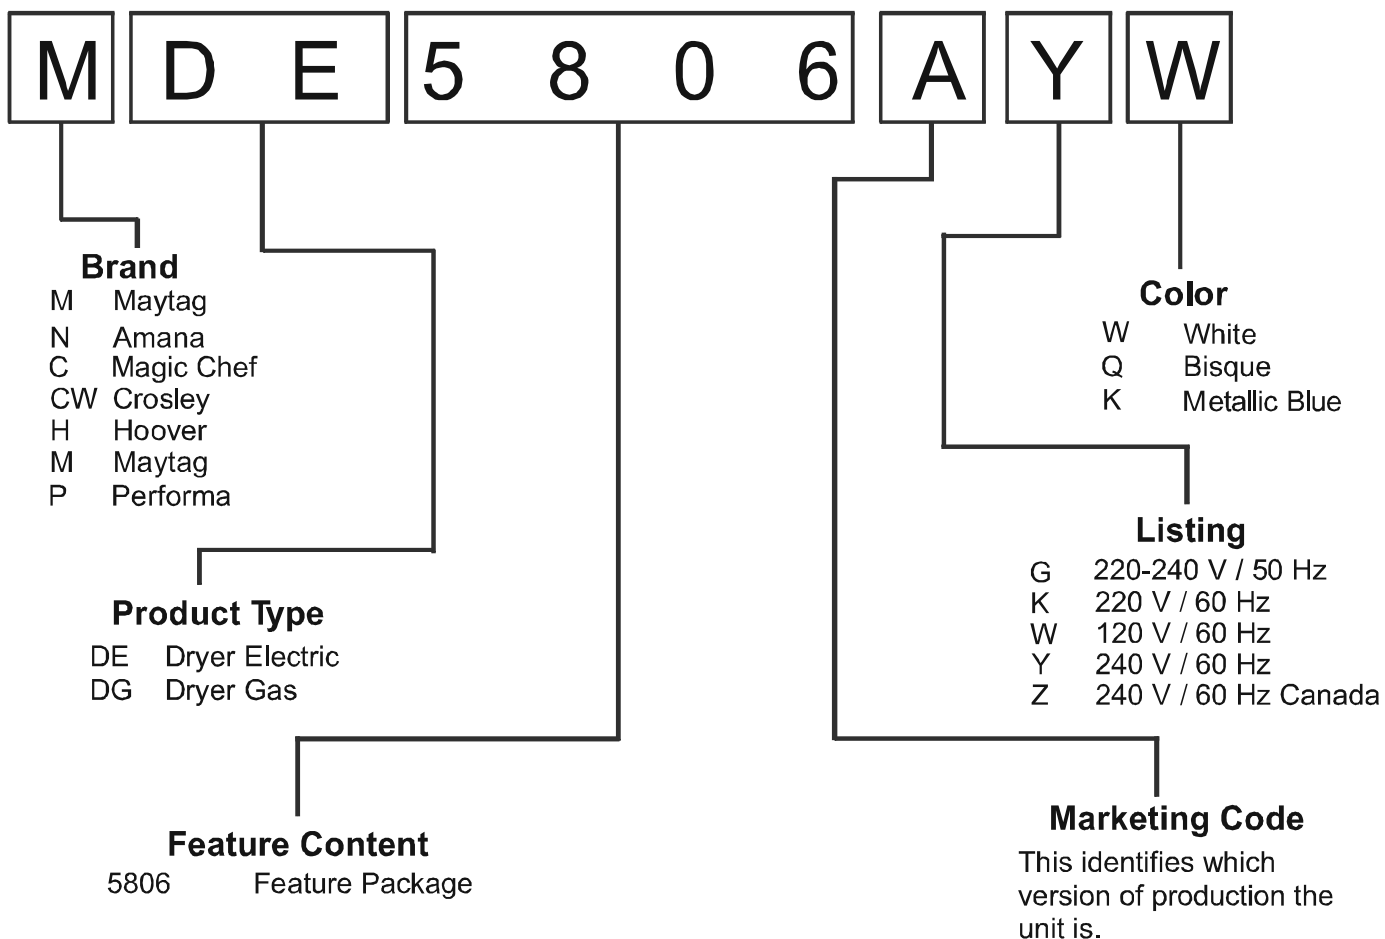 M D E 5 8 0 6 A Y W
Brand
M Maytag
N Amana
C Magic Chef
CW Crosley
H Hoover
M Maytag
P Performa
Product Type
DE Dryer Electric
DG Dryer Gas
Feature Content
5806 Feature Package
Color
W White
Q Bisque
K Metallic Blue
Listing
G 220-240 V / 50 Hz
K 220 V / 60 Hz
W 120 V / 60 Hz
Y 240 V / 60 Hz
Z 240 V / 60 Hz Canada
Marketing Code
This identifies which
version of production the
unit is.